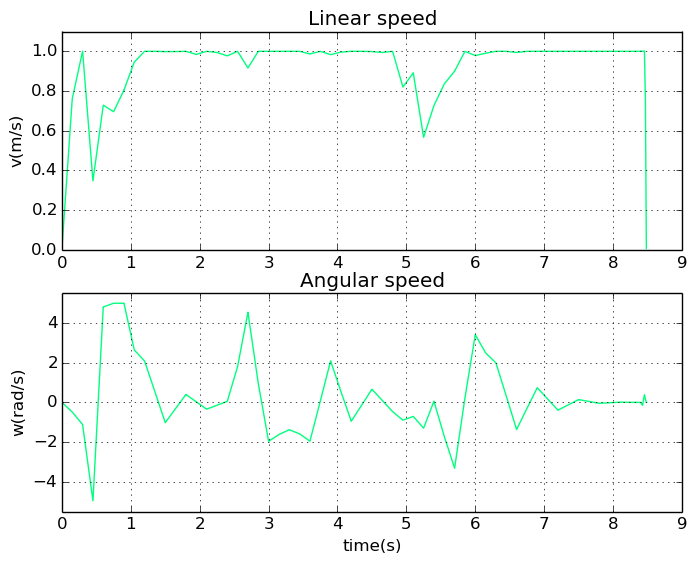 Linear speed
1.0
0.8
0.6
0.4
0.2
0.0
v(m/s)
0 1 2 3 4 5 6 7 8 9
Angular speed
4
2
0
−2
−4
w(rad/s)
0 1 2 3 4 5 6 7 8 9
time(s)